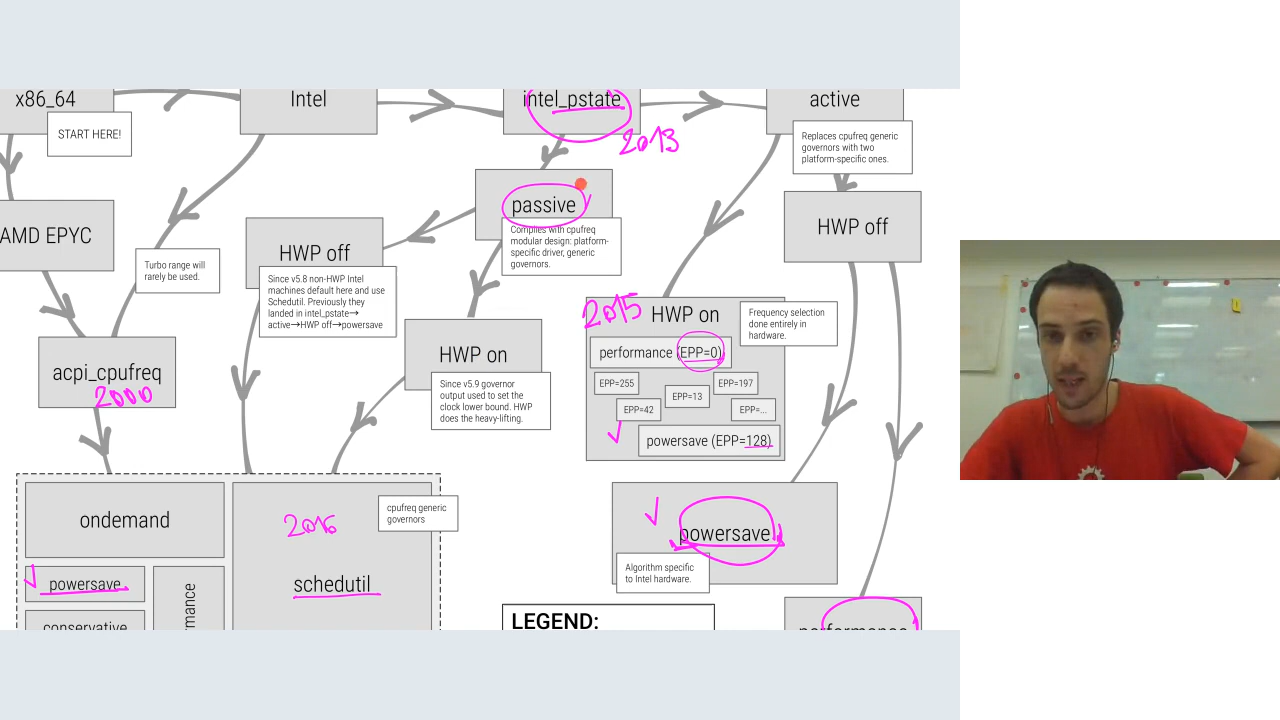 x86_64
START HERE!
Intel
intel_pstate
2013
active
Replaces cpufreq generic
governors with two
platform-specific ones.
passive
Complies with cpufreq
modular design: platform-
specific driver, generic
governors.
HWP off
AMD EPYC
Turbo range will
rarely be used.
HWP off
Since v5.8 non-HWP Intel
machines default here and use
Schedutil. Previously they
landed in intel_pstate→
active→HWP off→powersave
2015
HWP on
Frequency selection
done entirely in
hardware.
performance (EPP=0)
EPP=255
EPP=197
EPP=13
EPP=42
EPP=...
powersave (EPP=128)
acpi_cpufreq
2000
HWP on
Since v5.9 governor
output used to set the
clock lower bound. HWP
does the heavy-lifting.
ondemand
2016
cpufreq generic
governors
powersave
Algorithm specific
to Intel hardware.
powersave
schedutil
conservative
rmance
LEGEND:
performance